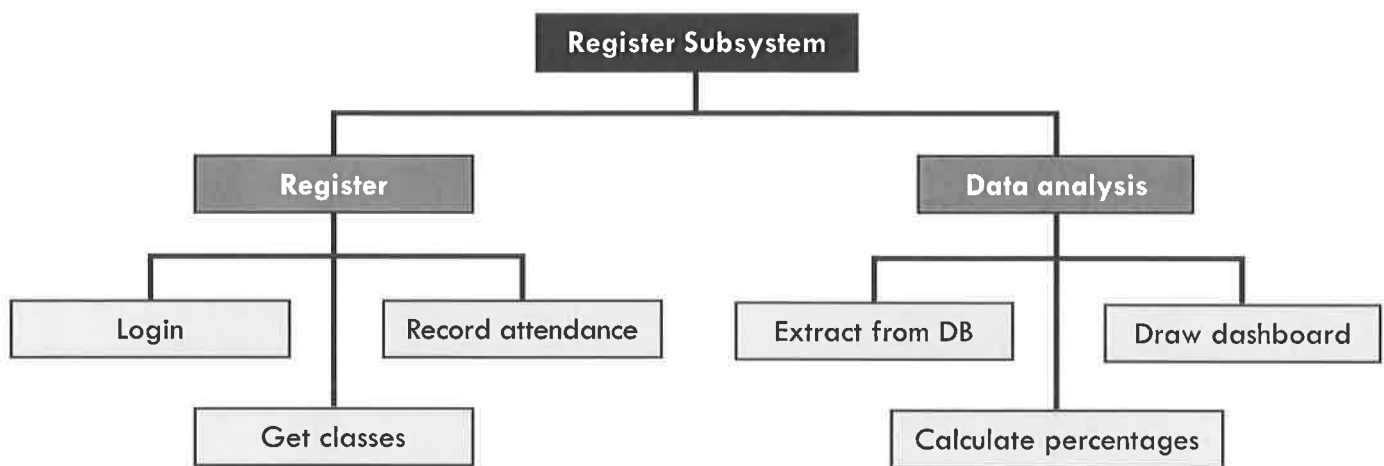 Register Subsystem
Register
Data analysis
Login
Record attendance
Extract from DB
Draw dashboard
Get classes
Calculate percentages